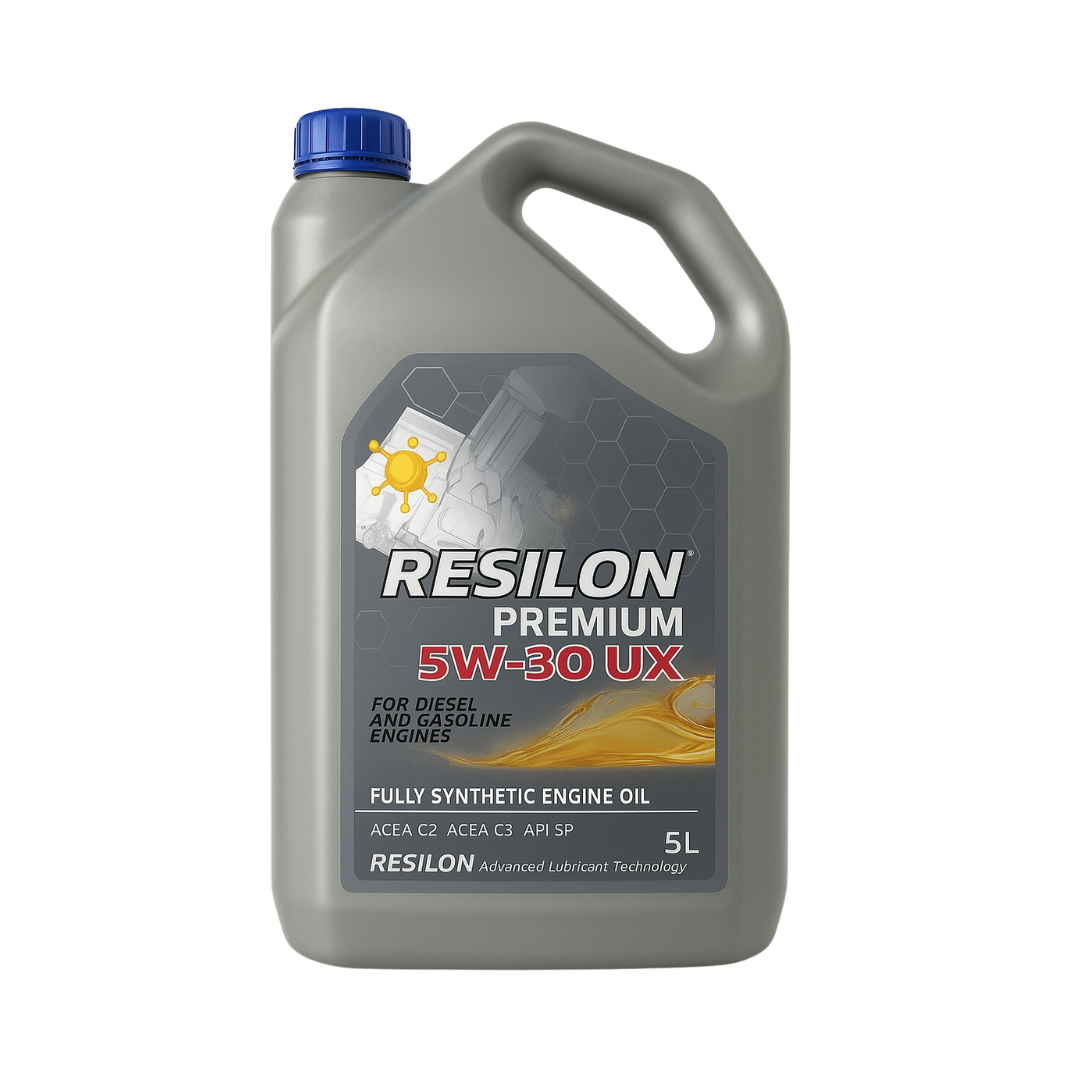 RESILON®
PREMIUM
5W-30 UX
FOR DIESEL
AND GASOLINE
ENGINES
FULLY SYNTHETIC ENGINE OIL
ACEA C2 ACEA C3 API SP
5L
RESILON Advanced Lubricant Technology